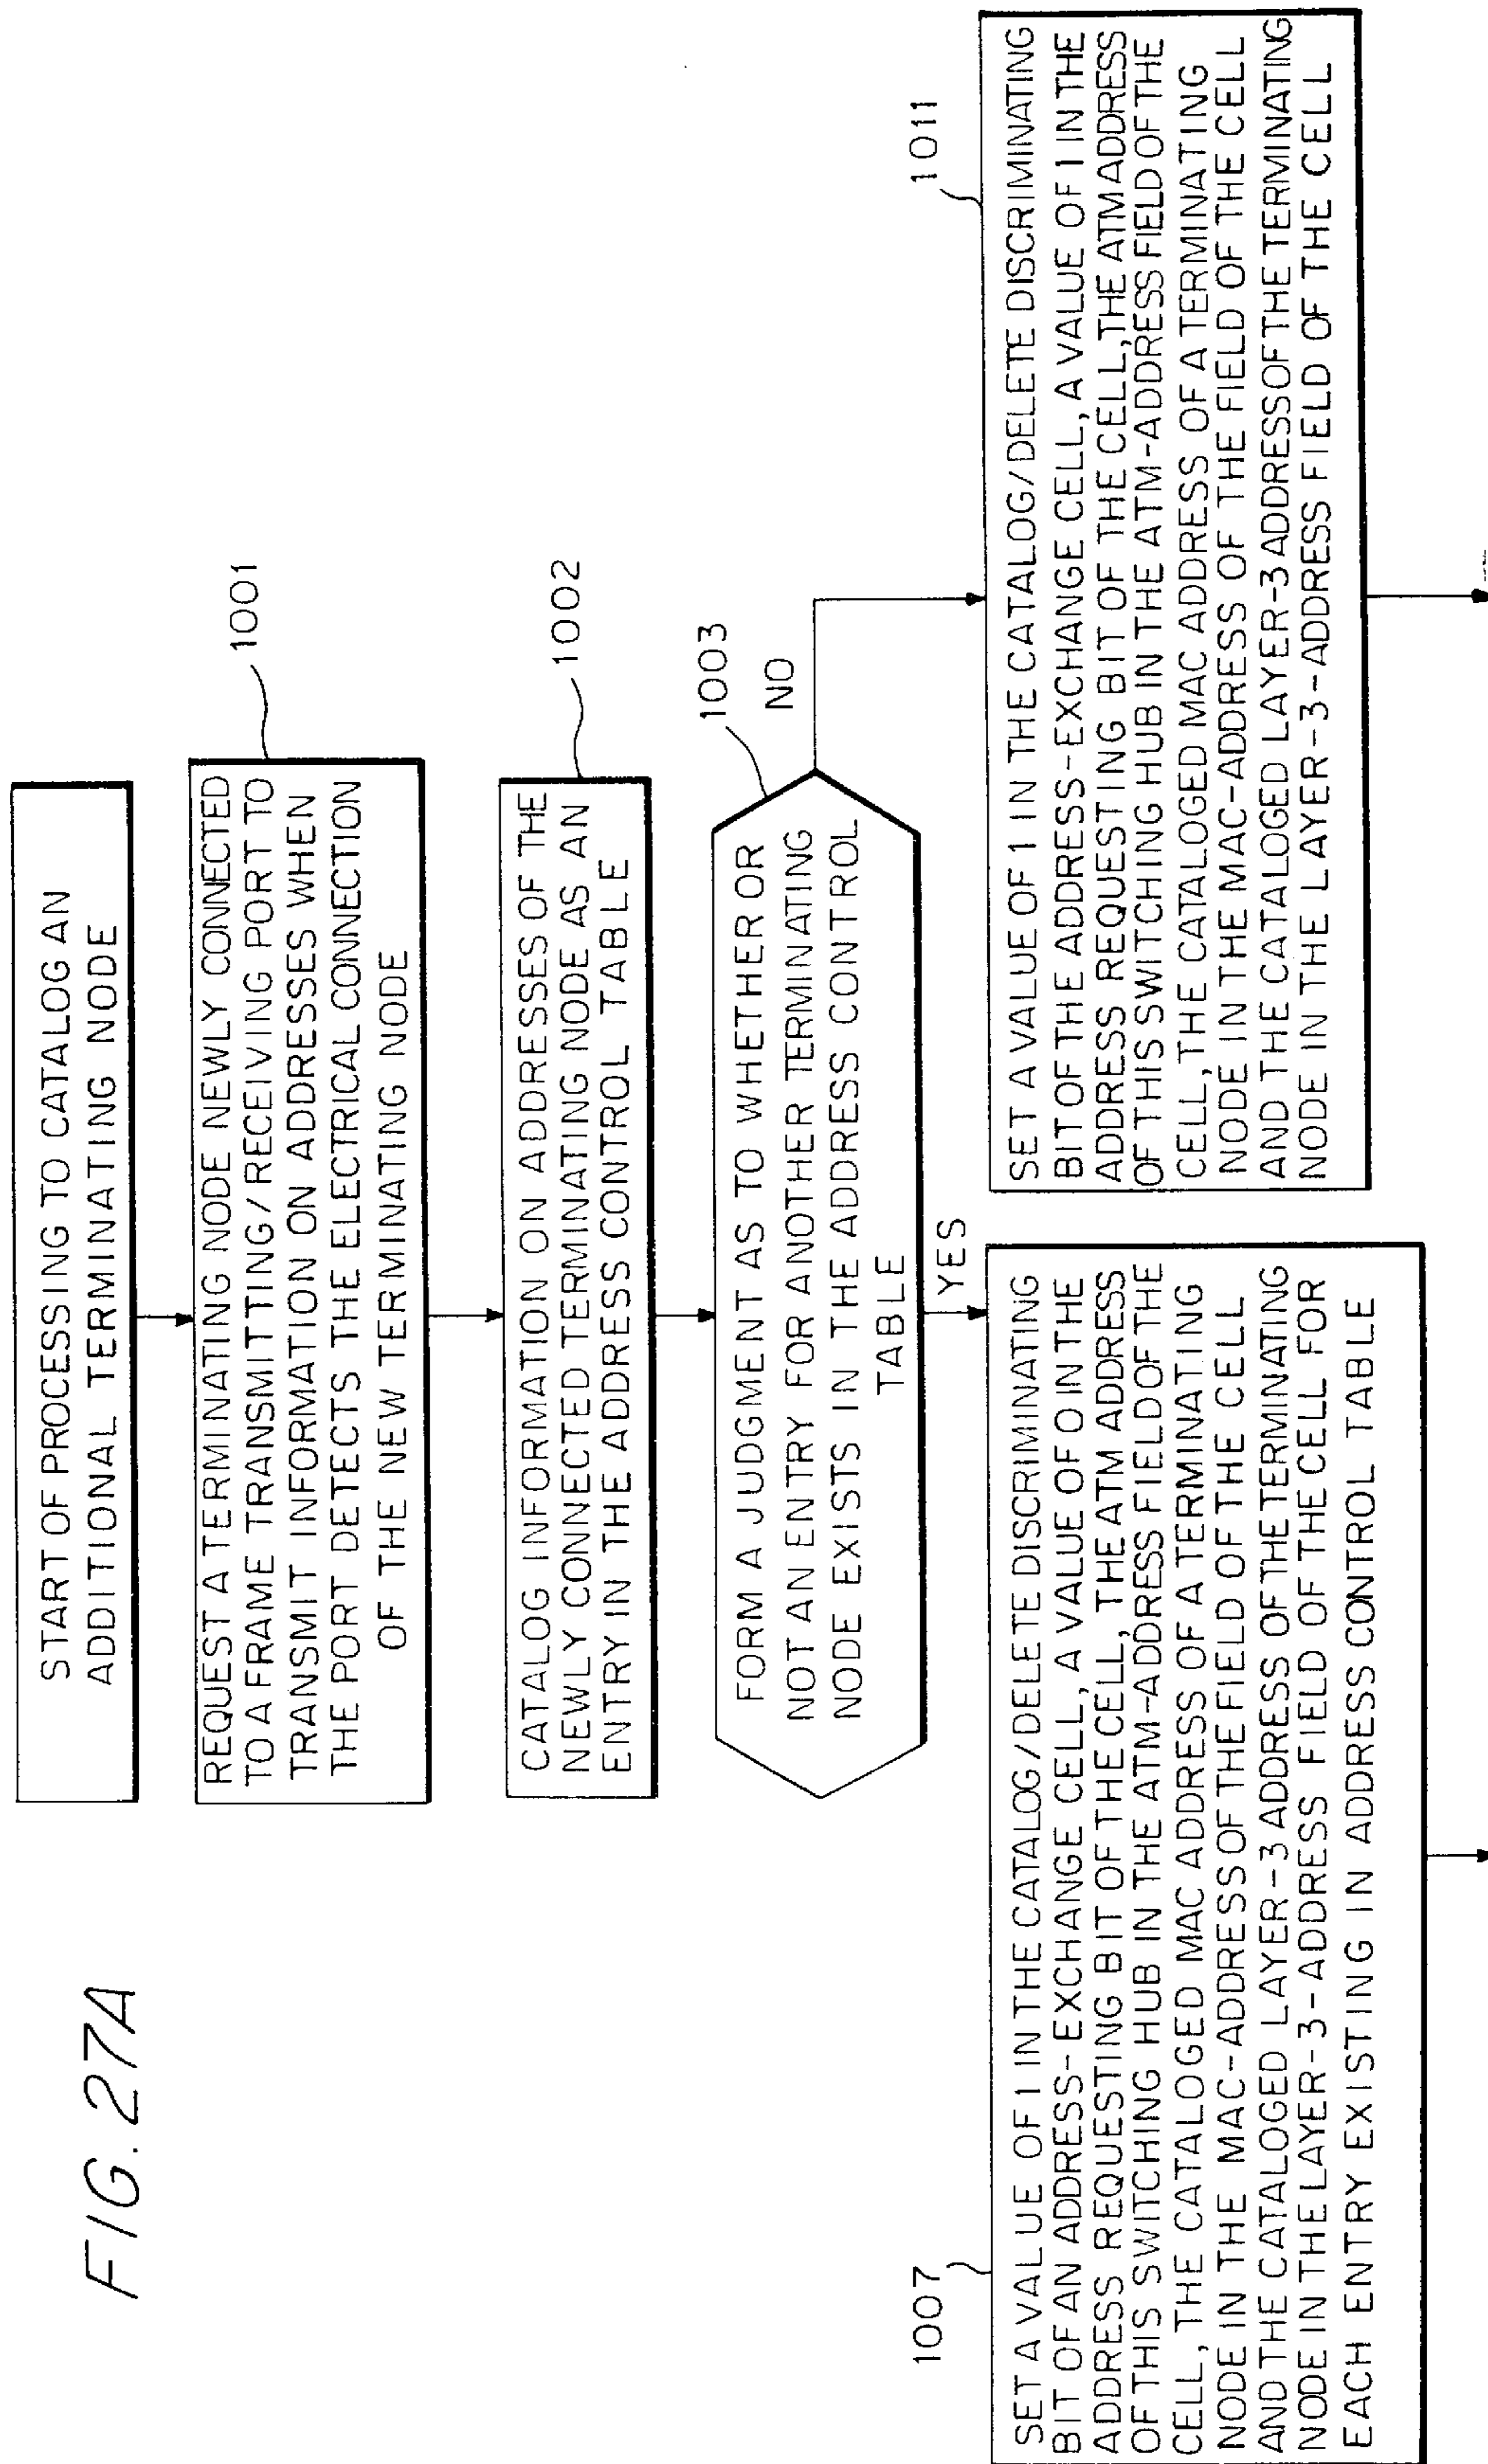 FIG. 27A
START OF PROCESSING TO CATALOG AN
ADDITIONAL TERMINATING NODE
1001
REQUEST A TERMINATING NODE NEWLY CONNECTED
TO A FRAME TRANSMITTING/RECEIVING PORT TO
TRANSMIT INFORMATION ON ADDRESSES WHEN
THE PORT DETECTS THE ELECTRICAL CONNECTION
OF THE NEW TERMINATING NODE
1002
CATALOG INFORMATION ON ADDRESSES OF THE
NEWLY CONNECTED TERMINATING NODE AS AN
ENTRY IN THE ADDRESS CONTROL TABLE
1003
FORM A JUDGMENT AS TO WHETHER OR
NOT AN ENTRY FOR ANOTHER TERMINATING
NODE EXISTS IN THE ADDRESS CONTROL
TABLE
NO
YES
1007
SET A VALUE OF 1 IN THE CATALOG/DELETE DISCRIMINATING
BIT OF AN ADDRESS-EXCHANGE CELL, A VALUE OF 0 IN THE
ADDRESS REQUESTING BIT OF THE CELL, THE ATM ADDRESS
OF THIS SWITCHING HUB IN THE ATM-ADDRESS FIELD OF THE
CELL, THE CATALOGED MAC ADDRESS OF A TERMINATING
NODE IN THE MAC-ADDRESS OF THE FIELD OF THE CELL
AND THE CATALOGED LAYER-3 ADDRESS OF THE TERMINATING
NODE IN THE LAYER-3-ADDRESS FIELD OF THE CELL FOR
EACH ENTRY EXISTING IN ADDRESS CONTROL TABLE
1011
SET A VALUE OF 1 IN THE CATALOG/DELETE DISCRIMINATING
BIT OF THE ADDRESS-EXCHANGE CELL, A VALUE OF 1 IN THE
ADDRESS REQUESTING BIT OF THE CELL, THE ATM ADDRESS
OF THIS SWITCHING HUB IN THE ATM-ADDRESS FIELD OF THE
CELL, THE CATALOGED MAC ADDRESS OF A TERMINATING
NODE IN THE MAC-ADDRESS OF THE FIELD OF THE CELL
AND THE CATALOGED LAYER-3 ADDRESS OF THE TERMINATING
NODE IN THE LAYER-3-ADDRESS FIELD OF THE CELL